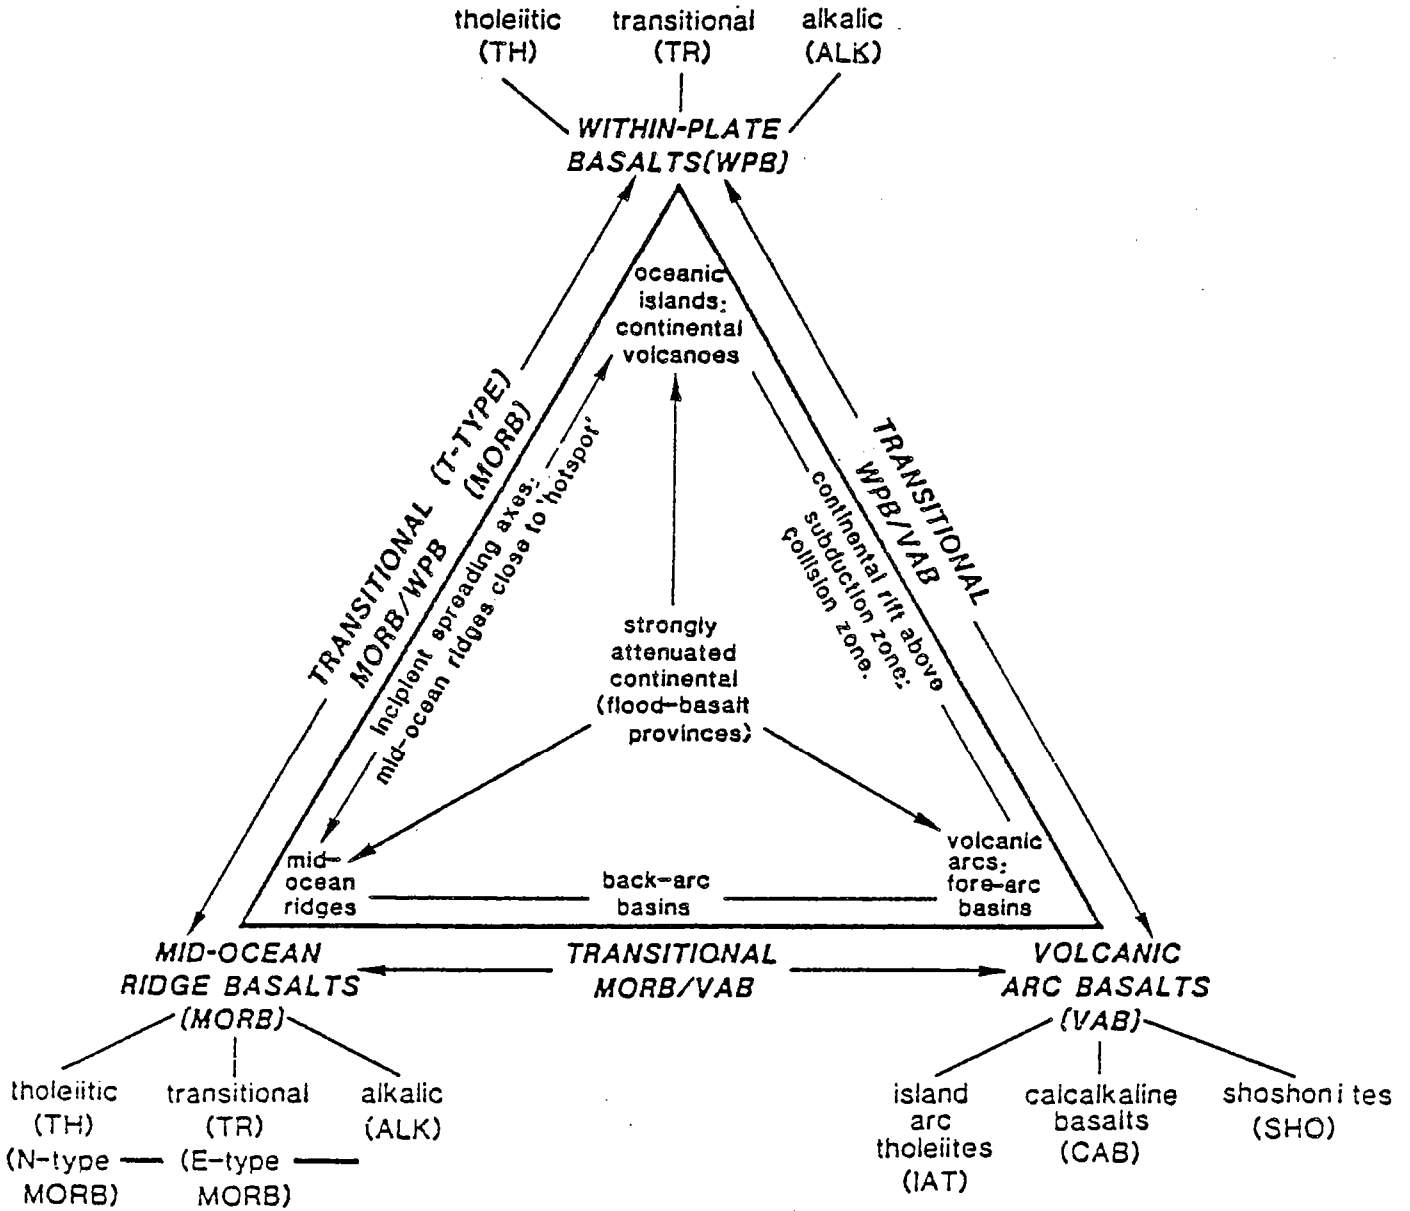 tholeiitic
(TH)
transitional
(TR)
alkalic
(ALK)
WITHIN-PLATE
BASALTS(WPB)
oceanic
islands;
continental
volcanoes
TRANSITIONAL (T-TYPE)
MORB/WPB (MORB)
Incipient spreading axes;
mid-ocean ridges close to 'hotspot'
TRANSITIONAL
WPB/VAB
continental rift above
subduction zone;
collision zone.
strongly
attenuated
continental
(flood-basalt
provinces)
mid-
ocean
ridges
back-arc
basins
volcanic
arcs;
fore-arc
basins
MID-OCEAN
RIDGE BASALTS
(MORB)
TRANSITIONAL
MORB/VAB
VOLCANIC
ARC BASALTS
(VAB)
tholeiitic
(TH)
(N-type
MORB)
transitional
(TR)
(E-type
MORB)
alkalic
(ALK)
island
arc
tholeiites
(IAT)
calcalkaline
basalts
(CAB)
shoshonites
(SHO)